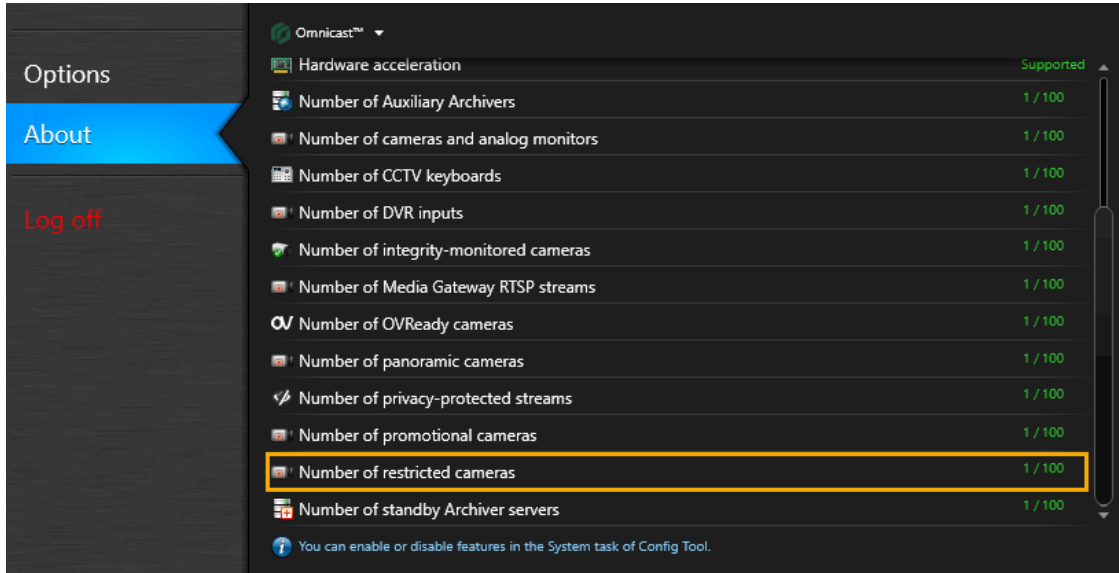 Omnicast™
Options
About
Log off
Hardware acceleration Supported
Number of Auxiliary Archivers 1 / 100
Number of cameras and analog monitors 1 / 100
Number of CCTV keyboards 1 / 100
Number of DVR inputs 1 / 100
Number of integrity-monitored cameras 1 / 100
Number of Media Gateway RTSP streams 1 / 100
Number of OVReady cameras 1 / 100
Number of panoramic cameras 1 / 100
Number of privacy-protected streams 1 / 100
Number of promotional cameras 1 / 100
Number of restricted cameras 1 / 100
Number of standby Archiver servers 1 / 100
You can enable or disable features in the System task of Config Tool.